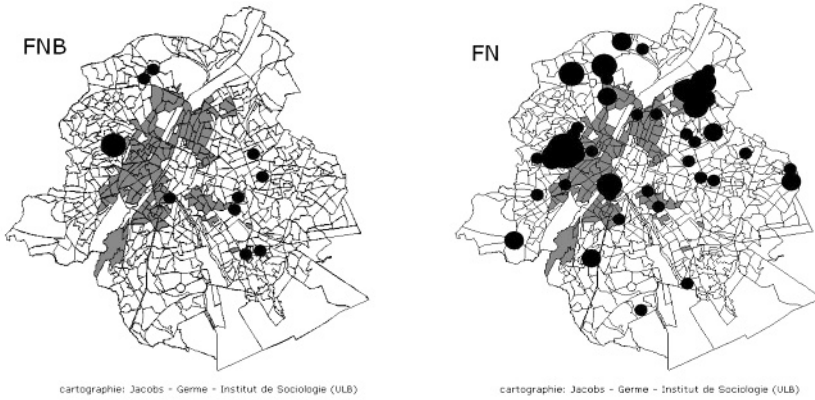 FNB
FN
cartographie: Jacobs - Germe - Institut de Sociologie (ULB)
cartographie: Jacobs - Germe - Institut de Sociologie (ULB)